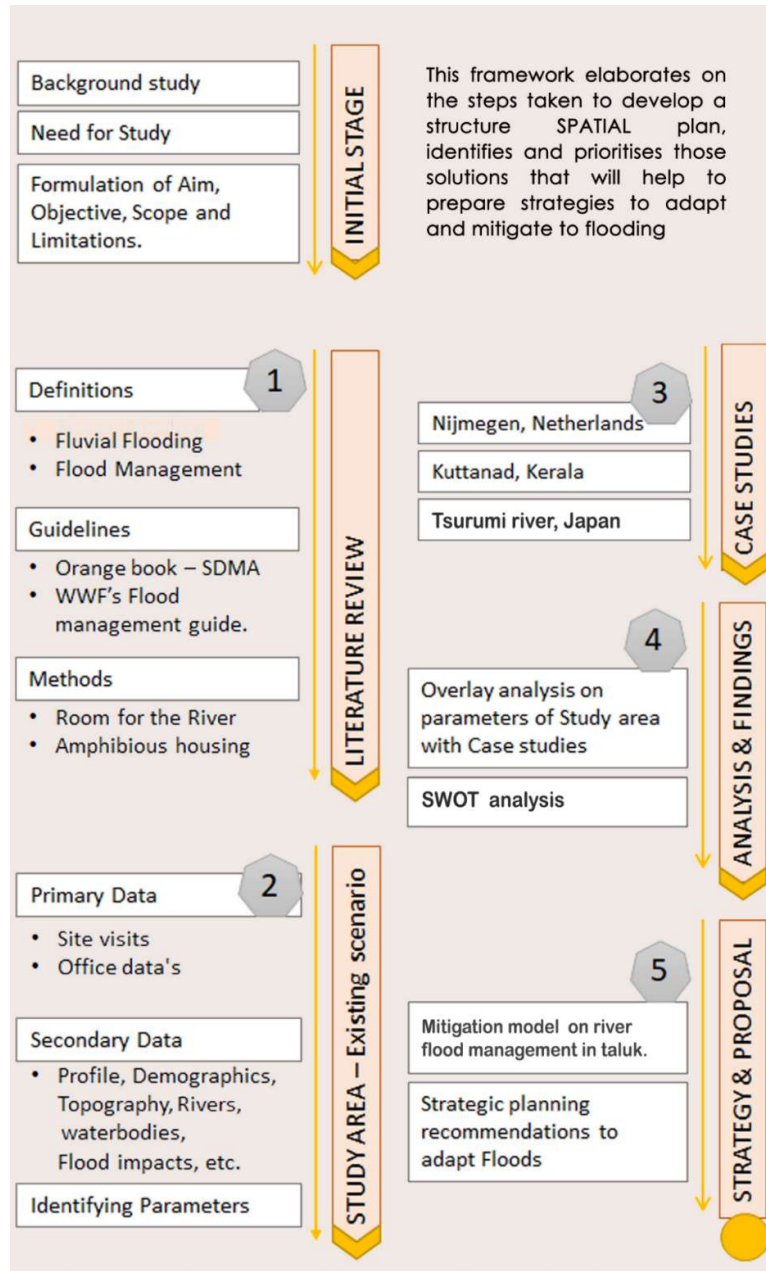 Background study
Need for Study
Formulation of Aim,
Objective, Scope and
Limitations.
INITIAL STAGE
This framework elaborates on
the steps taken to develop a
structure SPATIAL plan,
identifies and prioritises those
solutions that will help to
prepare strategies to adapt
and mitigate to flooding
1
Definitions
• Fluvial Flooding
• Flood Management
Guidelines
• Orange book – SDMA
• WWF's Flood
management guide.
Methods
• Room for the River
• Amphibious housing
LITERATURE REVIEW
2
Primary Data
• Site visits
• Office data's
Secondary Data
• Profile, Demographics,
Topography, Rivers,
waterbodies,
Flood impacts, etc.
Identifying Parameters
STUDY AREA – Existing scenario
3
Nijmegen, Netherlands
Kuttanad, Kerala
Tsurumi river, Japan
CASE STUDIES
4
Overlay analysis on
parameters of Study area
with Case studies
SWOT analysis
ANALYSIS & FINDINGS
5
Mitigation model on river
flood management in taluk.
Strategic planning
recommendations to
adapt Floods
STRATEGY & PROPOSAL